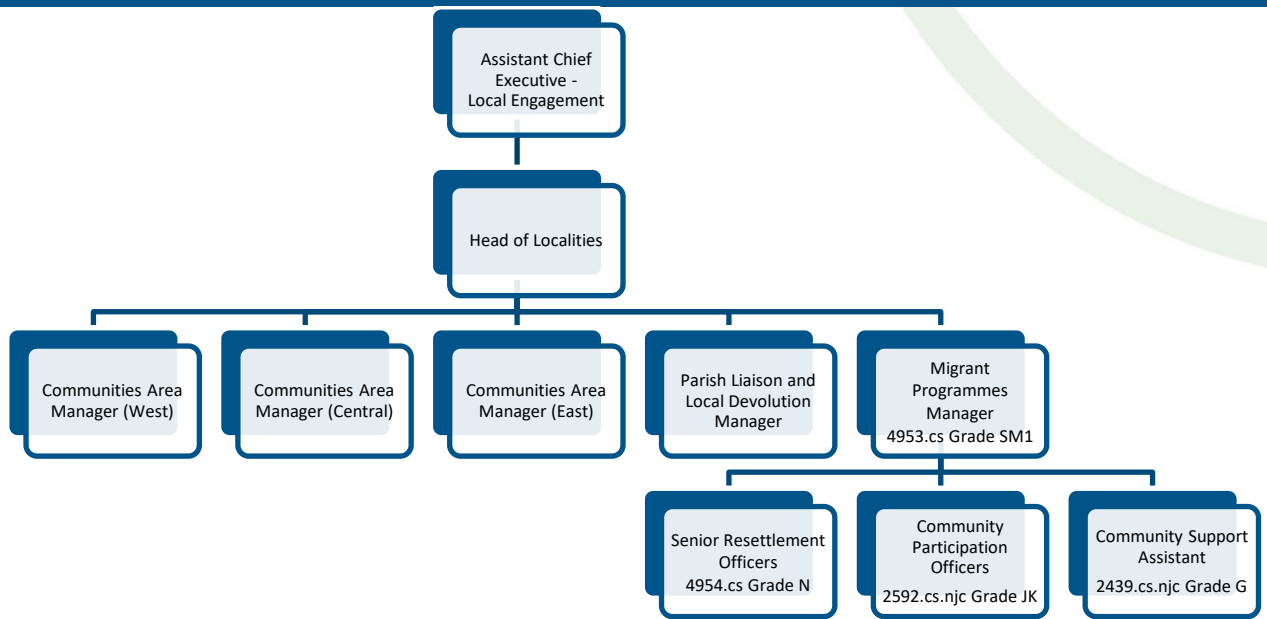 Assistant Chief
Executive -
Local Engagement
Head of Localities
Communities Area
Manager (West)
Communities Area
Manager (Central)
Communities Area
Manager (East)
Parish Liaison and
Local Devolution
Manager
Migrant
Programmes
Manager
4953.cs Grade SM1
Senior Resettlement
Officers
4954.cs Grade N
Community
Participation
Officers
2592.cs.njc Grade JK
Community Support
Assistant
2439.cs.njc Grade G